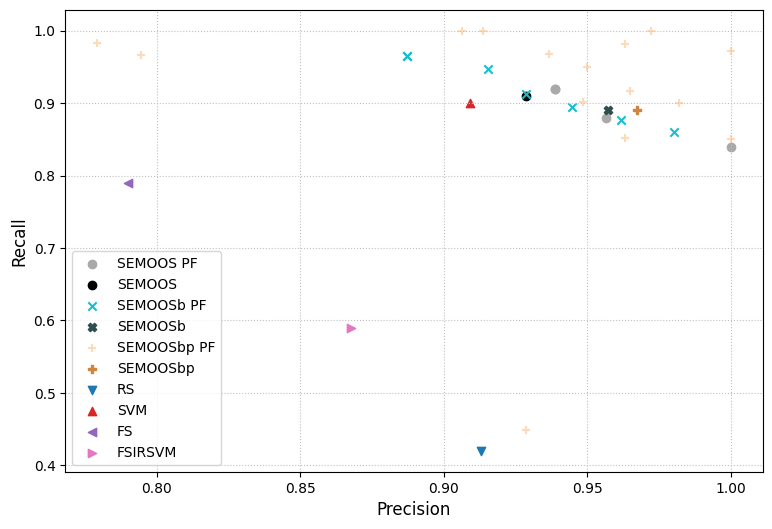 1.0
0.9
0.8
0.7
0.6
0.5
0.4
Recall
SEMOOS PF
SEMOOS
SEMOOSb PF
SEMOOSb
SEMOOSbp PF
SEMOOSbp
RS
SVM
FS
FSIRSVM
0.80 0.85 0.90 0.95 1.00
Precision